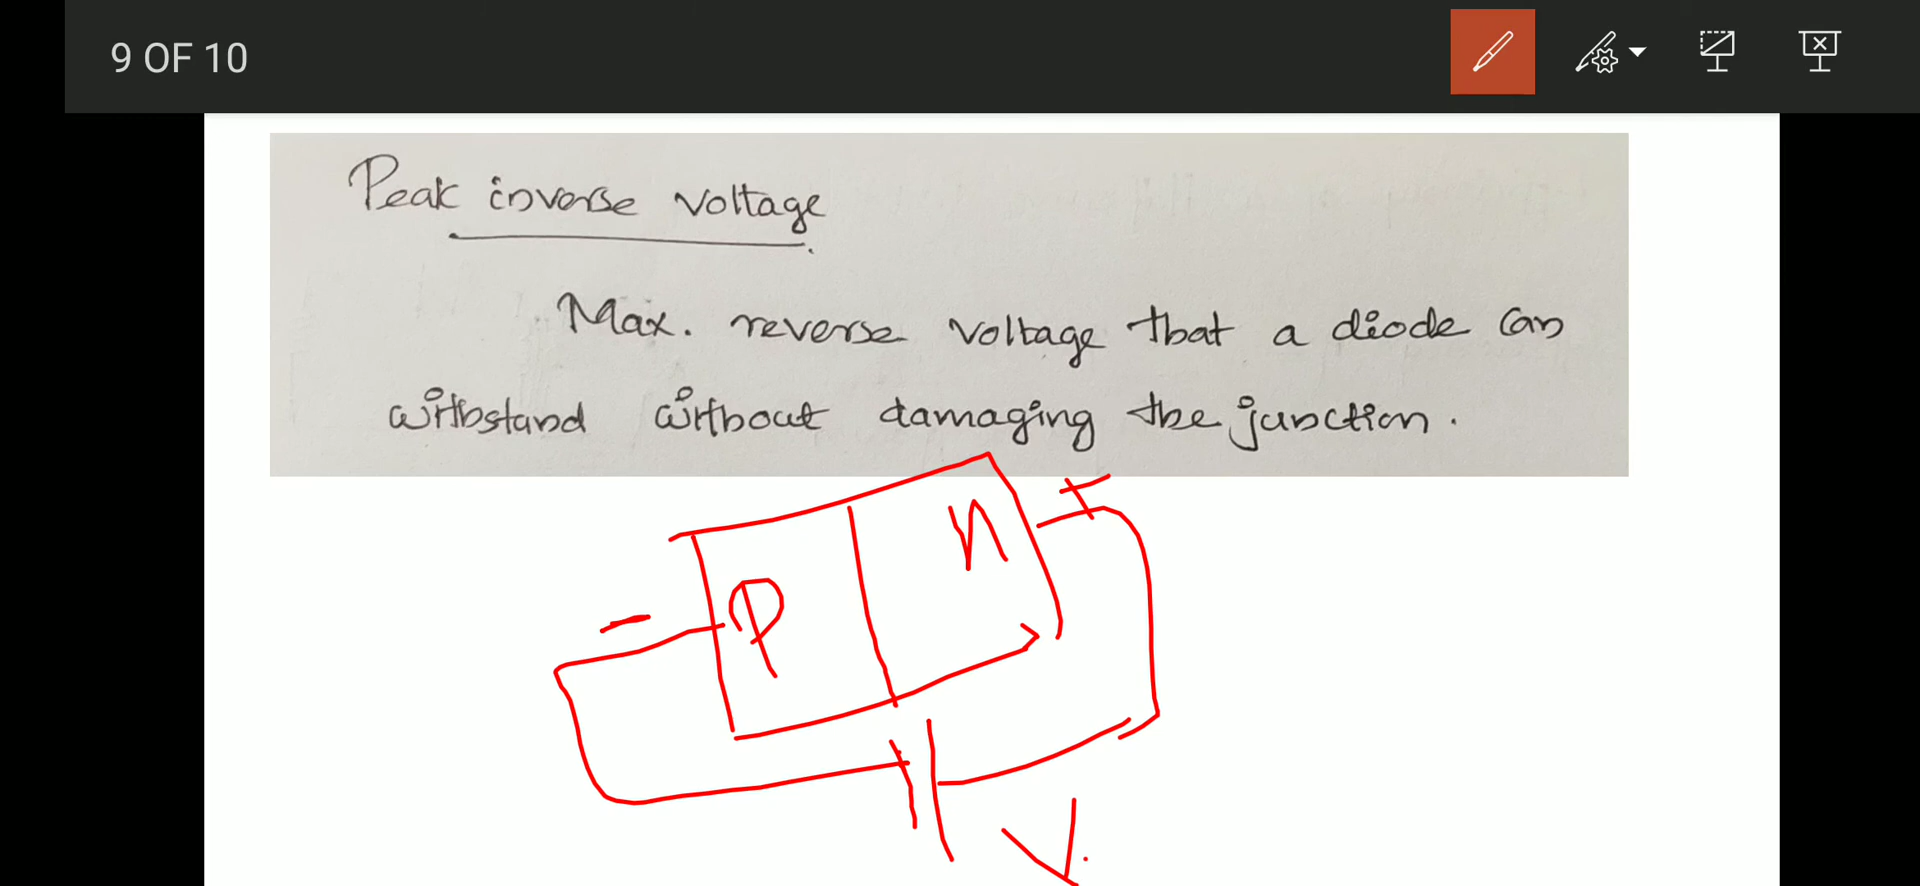 9 OF 10
Peak inverse voltage
Max. reverse voltage that a diode can
withstand without damaging the junction.
+
n
P
-
V.